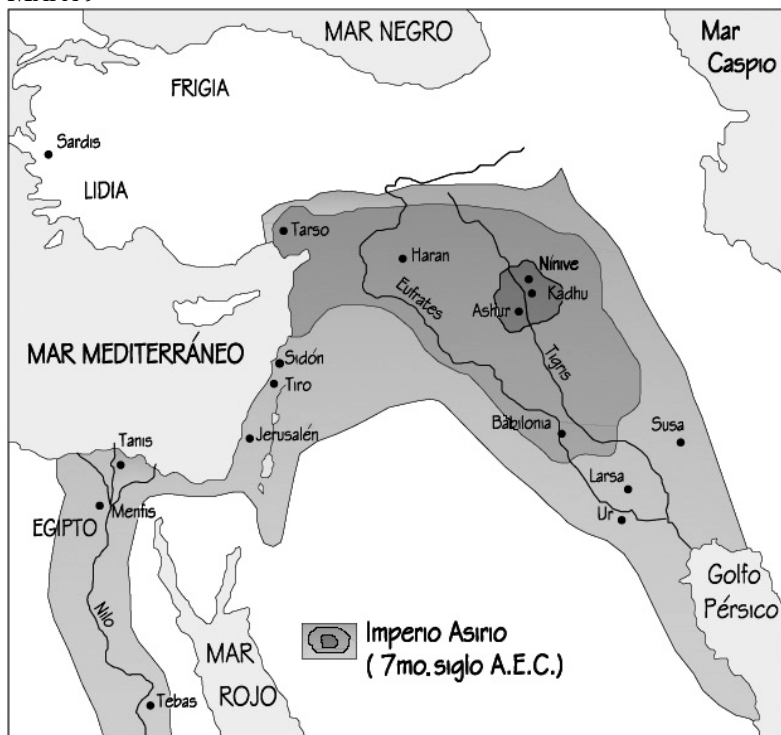 MAR NEGRO
Mar
Caspio
FRIGIA
Sardis
LIDIA
Tarso
Haran
Nínive
Kadhu
Ashur
Eufrates
Tigris
MAR MEDITERRÁNEO
Sidón
Tiro
Jerusalén
Babilonia
Susa
Larsa
Ur
Tanis
Menfis
EGIPTO
Nilo
Tebas
MAR
ROJO
Golfo
Pérsico
Imperio Asirio
( 7mo. siglo A.E.C.)